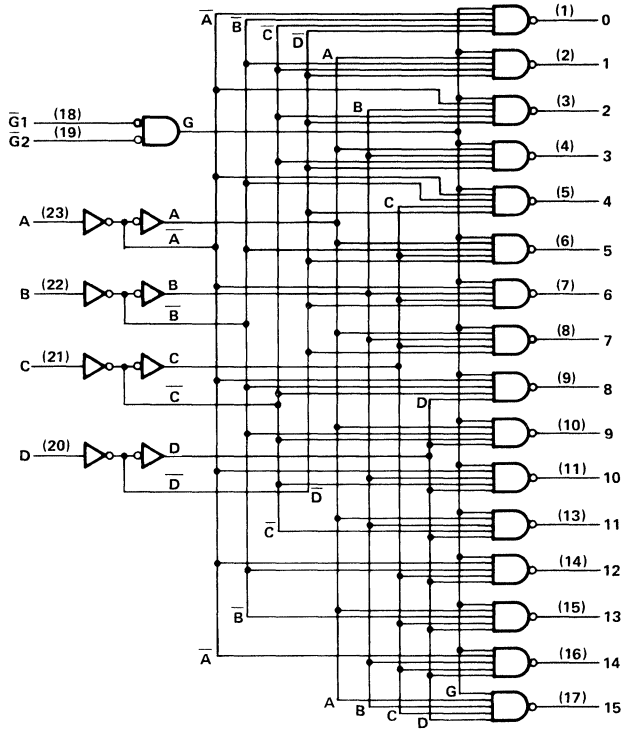 A̅ (1) 0
B̅
C̅
D̅
A (2) 1
B (3) 2
G̅1 (18) G
G̅2 (19)
(4) 3
C (5) 4
A (23) A
A̅
(6) 5
B (22) B (7) 6
B̅
(8) 7
C (21) C
C̅
(9) 8
D
(10) 9
D (20) D
D̅
(11) 10
D̅
(13) 11
C̅
(14) 12
(15) 13
B̅
(16) 14
A̅
G
(17) 15
A
B
C
D